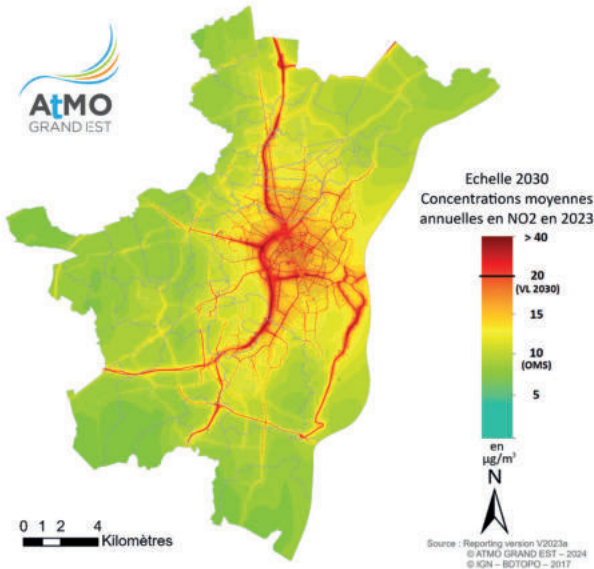 AtMO
GRAND EST
Echelle 2030
Concentrations moyennes
annuelles en NO2 en 2023
> 40
20
(VL 2030)
15
10
(OMS)
5
en
µg/m³
N
0 1 2 4
Kilomètres
Source : Reporting version V2023a
© ATMO GRAND EST – 2024
© IGN – BDTOPO – 2017